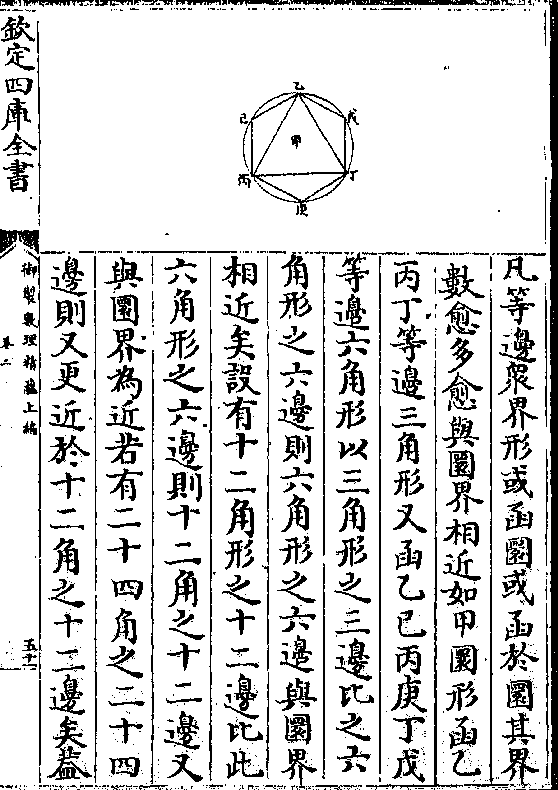 欽定四庫全書
御製數理精蘊上編
卷二
五十
乙
戊
丁
庚
丙
己
甲
凡等邊衆界形或函圜或函於圜其界
數愈多愈與圜界相近如甲圜形函乙
丙丁等邊三角形又函乙己丙庚丁戊
等邊六角形以三角形之三邊比之六
角形之六邊則六角形之六邊與圜界
相近矣設有十二角形之十二邊比此
六角形之六邊則十二角之十二邊又
與圜界為近若有二十四角之二十四
邊則又更近於十二角之十二邊矣葢